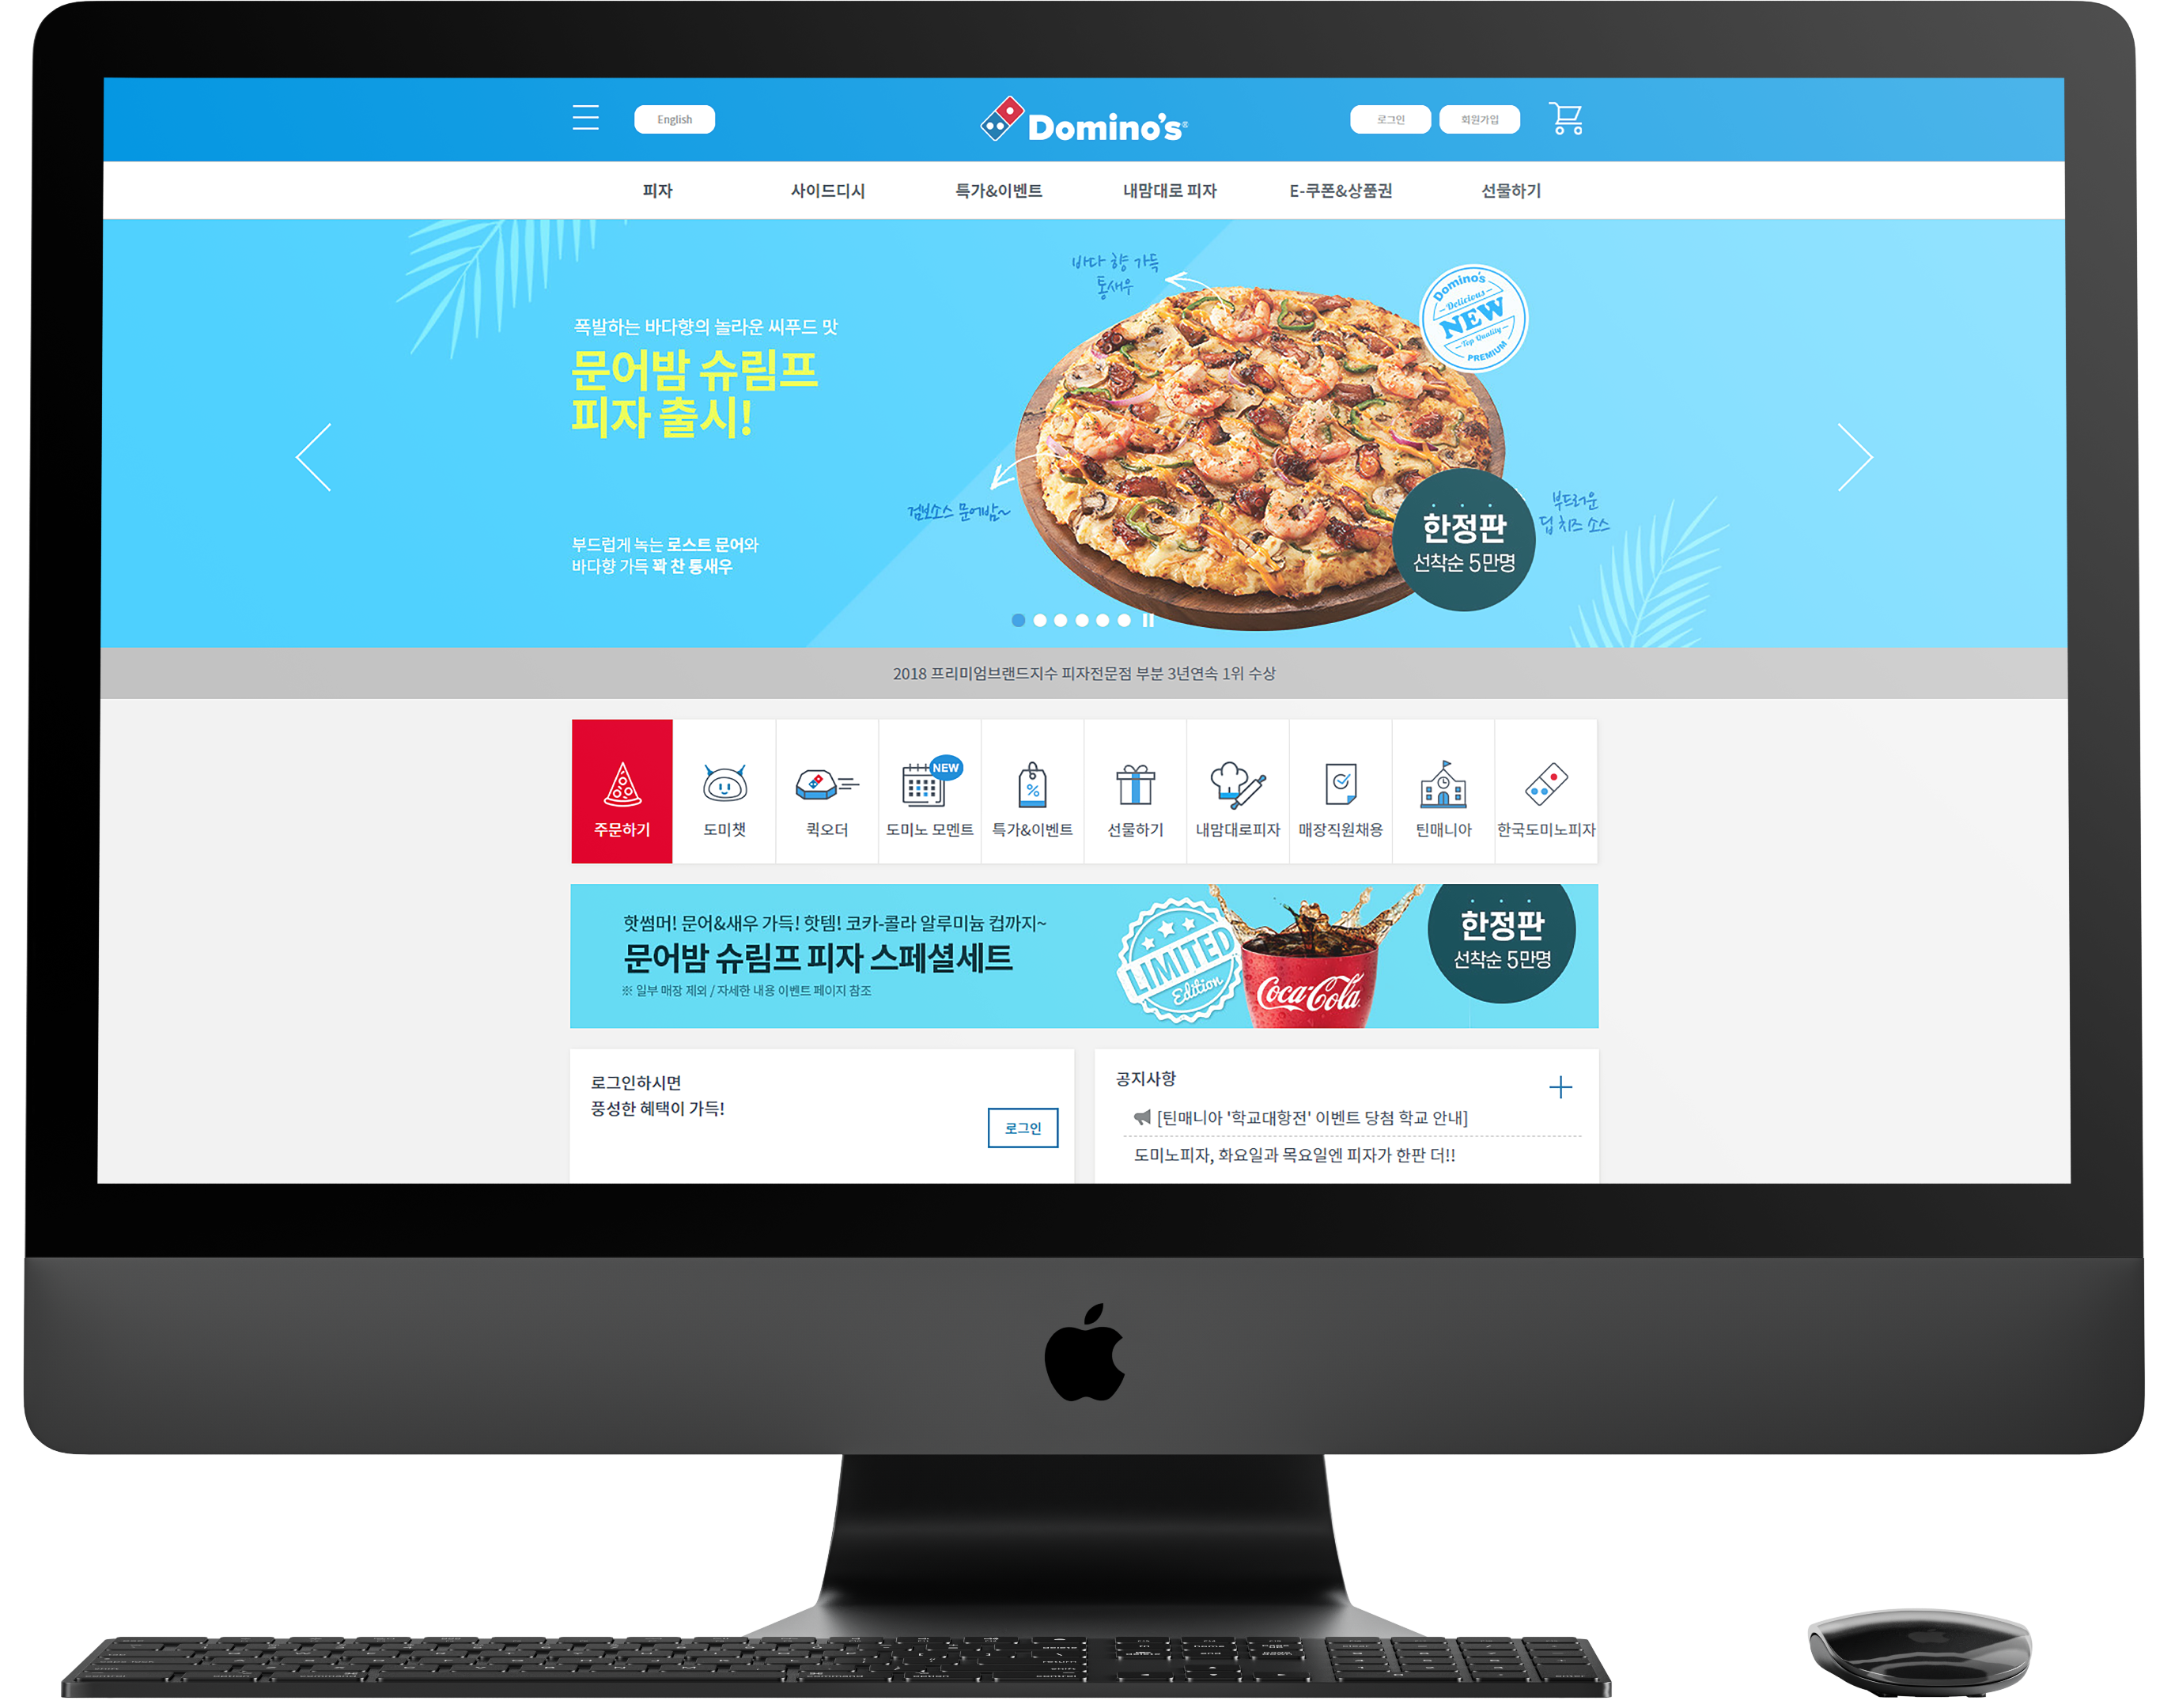 English
Domino's
로그인
회원가입
피자
사이드디시
특가&이벤트
내맘대로 피자
E-쿠폰&상품권
선물하기
폭발하는 바다향의 놀라운 씨푸드 맛
문어밤 슈림프
피자 출시!
부드럽게 녹는 로스트 문어와
바다향 가득 꽉 찬 통새우
바다 향 가득
통새우
검보소스 문어밤~
부드러운
딥 치즈 소스
Domino's
Delicious
NEW
Top Quality
PREMIUM
한정판
선착순 5만명
2018 프리미엄브랜드지수 피자전문점 부분 3년연속 1위 수상
주문하기
도미챗
퀵오더
NEW
도미노 모멘트
%
특가&이벤트
선물하기
내맘대로피자
매장직원채용
틴매니아
한국도미노피자
핫썸머! 문어&새우 가득! 핫템! 코카-콜라 알루미늄 컵까지~
문어밤 슈림프 피자 스페셜세트
※ 일부 매장 제외 / 자세한 내용 이벤트 페이지 참조
LIMITED
Edition
Coca-Cola
한정판
선착순 5만명
로그인하시면
풍성한 혜택이 가득!
로그인
공지사항
[틴매니아 '학교대항전' 이벤트 당첨 학교 안내]
도미노피자, 화요일과 목요일엔 피자가 한판 더!!